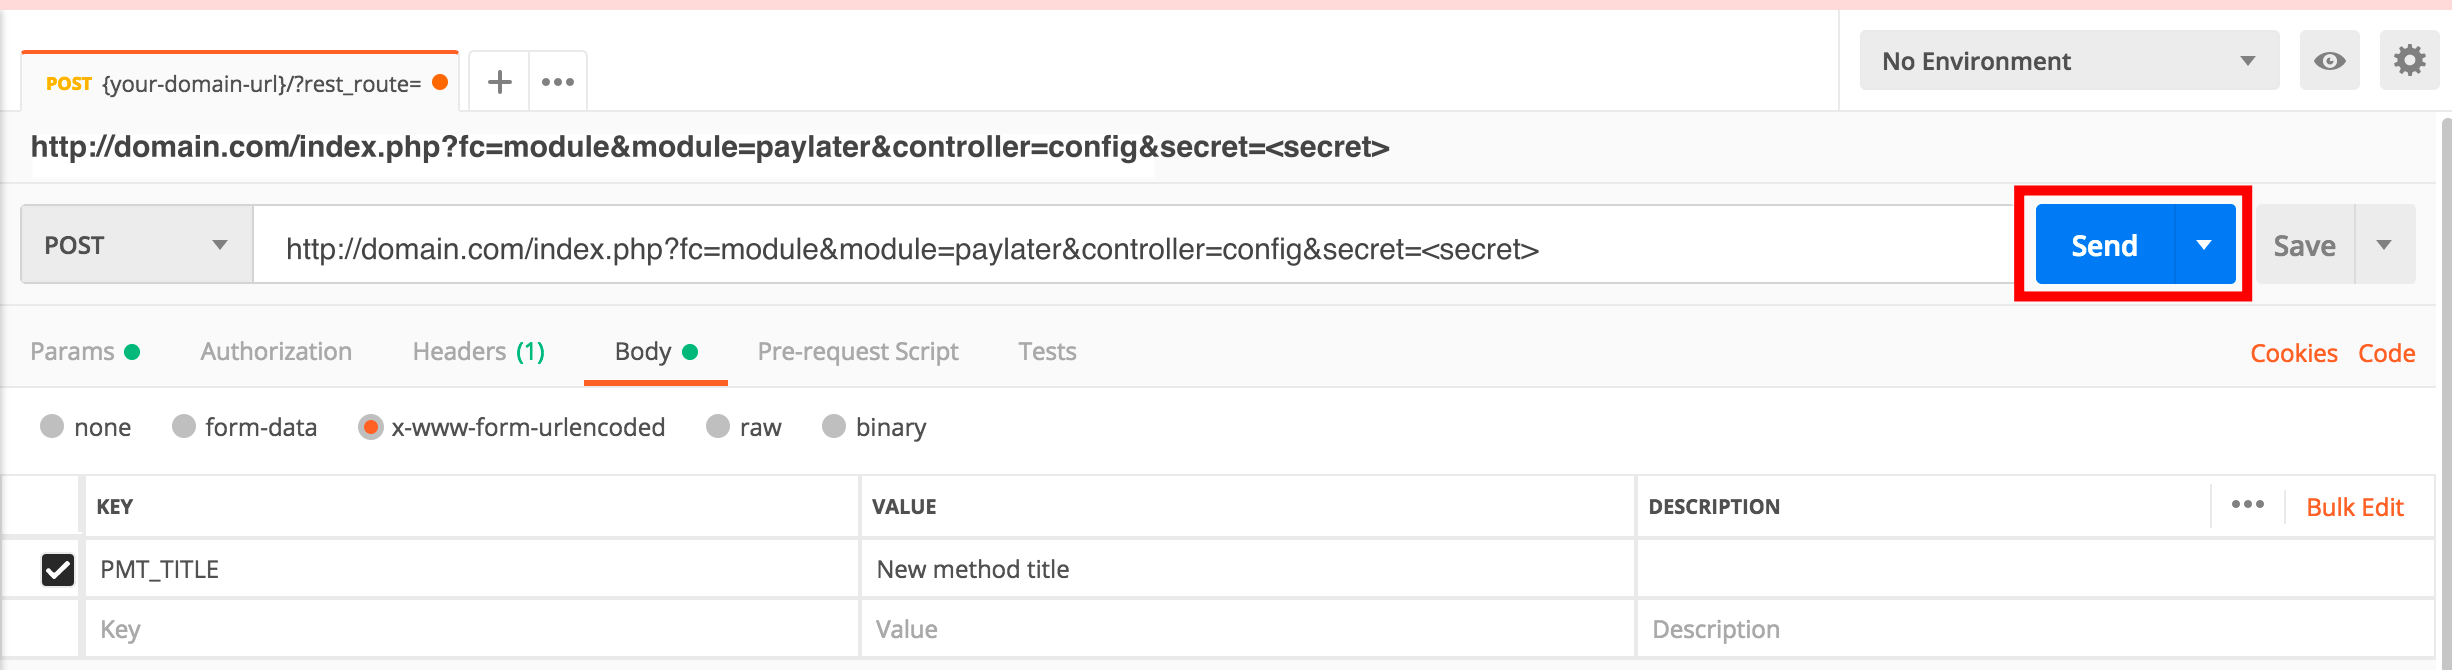 POST {your-domain-url}/?rest_route=
No Environment
http://domain.com/index.php?fc=module&module=paylater&controller=config&secret=<secret>
POST http://domain.com/index.php?fc=module&module=paylater&controller=config&secret=<secret> Send Save
Params Authorization Headers (1) Body Pre-request Script Tests Cookies Code
none form-data x-www-form-urlencoded raw binary
KEY VALUE DESCRIPTION Bulk Edit
PMT_TITLE New method title
Key Value Description